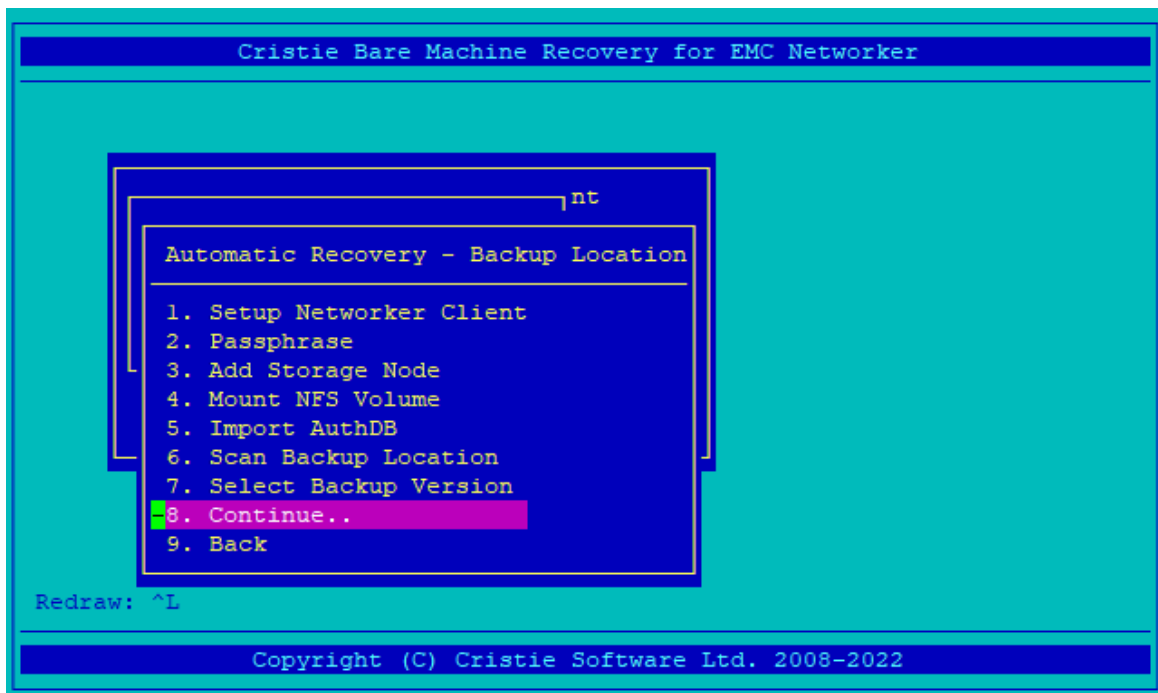 Cristie Bare Machine Recovery for EMC Networker
nt
Automatic Recovery - Backup Location
1. Setup Networker Client
2. Passphrase
3. Add Storage Node
4. Mount NFS Volume
5. Import AuthDB
6. Scan Backup Location
7. Select Backup Version
-8. Continue..
9. Back
Redraw: ^L
Copyright (C) Cristie Software Ltd. 2008-2022